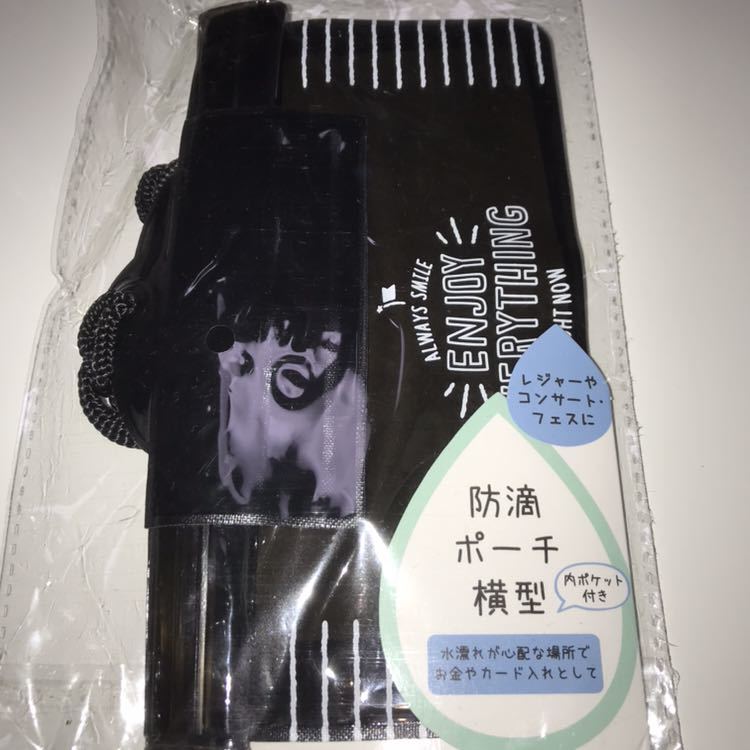 ALWAYS SMILE
ENJOY
ERYTHING
HT NOW
レジャーや
コンサート・
フェスに
防滴
ポーチ
横型
内ポケット
付き
水濡れが心配な場所で
お金やカード入れとして